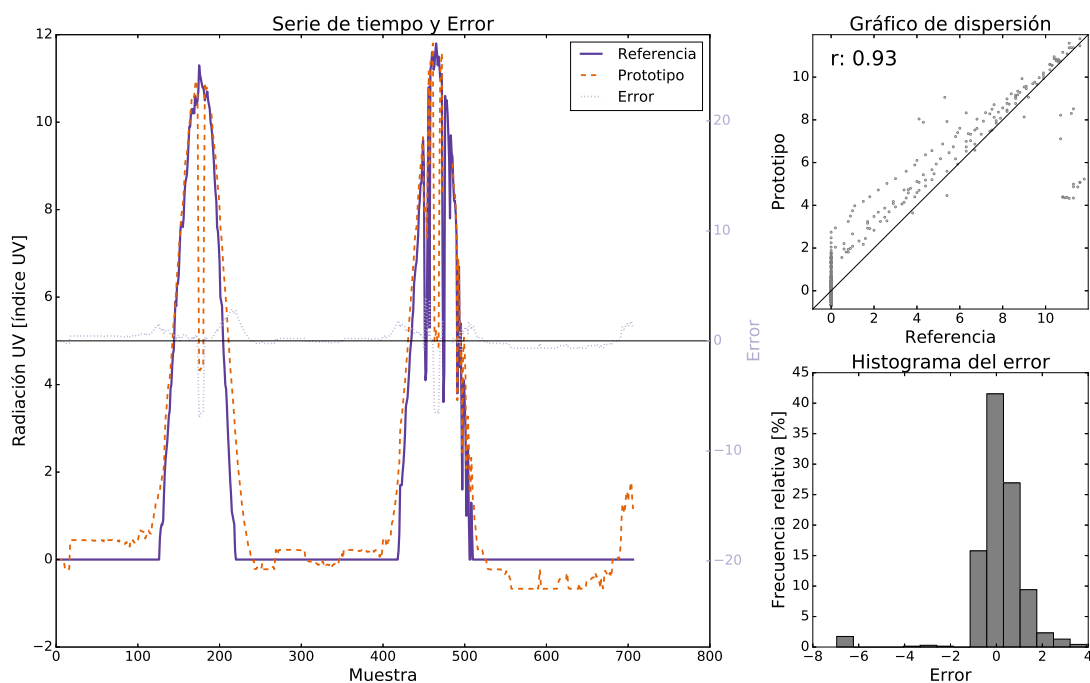 Serie de tiempo y Error
12
10
8
6
4
2
0
−2
Radiación UV [índice UV]
0 100 200 300 400 500 600 700 800
Muestra
Referencia
Prototipo
Error
20
10
0
−10
−20
Error
Gráfico de dispersión
r: 0.93
12
10
8
6
4
2
0
Prototipo
0 2 4 6 8 10
Referencia
Histograma del error
45
40
35
30
25
20
15
10
5
0
Frecuencia relativa [%]
−8 −6 −4 −2 0 2 4
Error